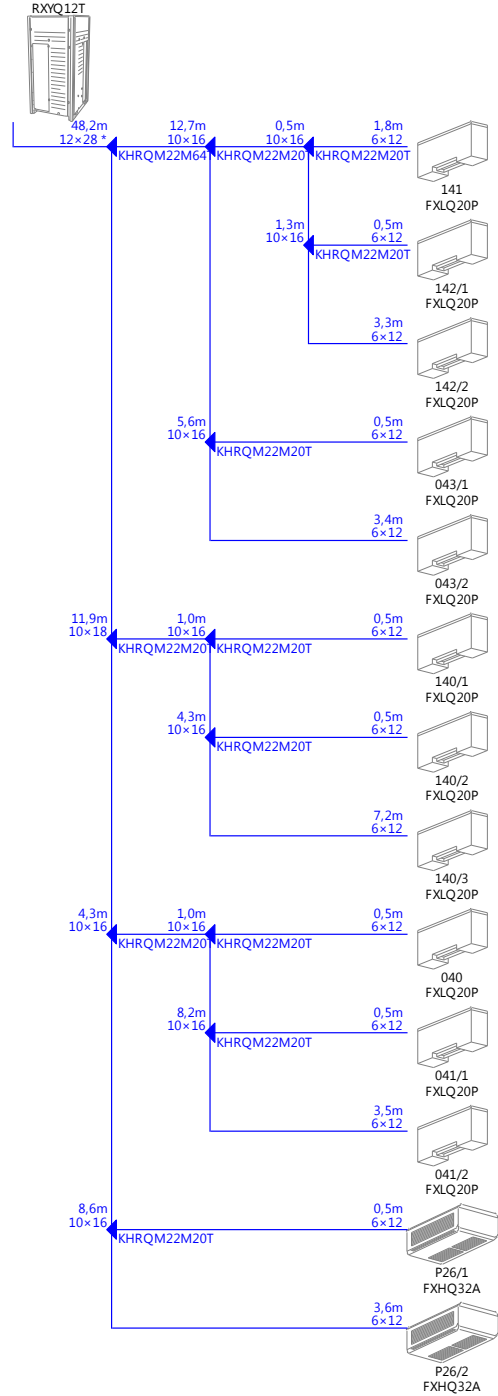 RXYQ12T
48,2m 12,7m 0,5m 1,8m
12×28 * 10×16 10×16 6×12
KHRQM22M64T KHRQM22M20T KHRQM22M20T
141
FXLQ20P
1,3m 0,5m
10×16 6×12
KHRQM22M20T
142/1
FXLQ20P
3,3m
6×12
142/2
FXLQ20P
5,6m 0,5m
10×16 6×12
KHRQM22M20T
043/1
FXLQ20P
3,4m
6×12
043/2
FXLQ20P
11,9m 1,0m 0,5m
10×18 10×16 6×12
KHRQM22M20T KHRQM22M20T
140/1
FXLQ20P
4,3m 0,5m
10×16 6×12
KHRQM22M20T
140/2
FXLQ20P
7,2m
6×12
140/3
FXLQ20P
4,3m 1,0m 0,5m
10×16 10×16 6×12
KHRQM22M20T KHRQM22M20T
040
FXLQ20P
8,2m 0,5m
10×16 6×12
KHRQM22M20T
041/1
FXLQ20P
3,5m
6×12
041/2
FXLQ20P
8,6m 0,5m
10×16 6×12
KHRQM22M20T
P26/1
FXHQ32A
3,6m
6×12
P26/2
FXHQ32A